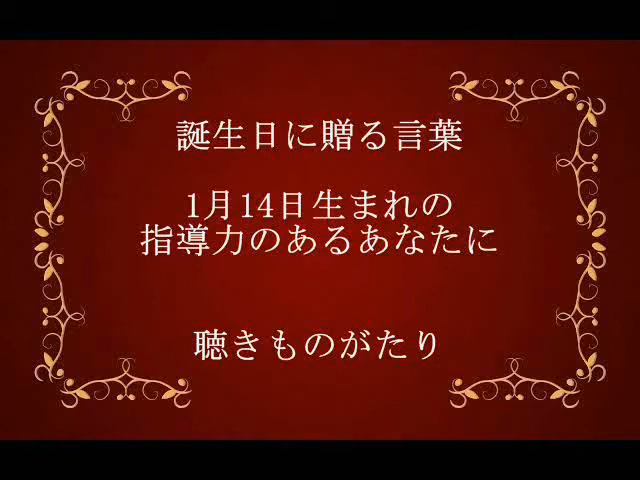 誕生日に贈る言葉
1月14日生まれの
指導力のあるあなたに
聴きものがたり